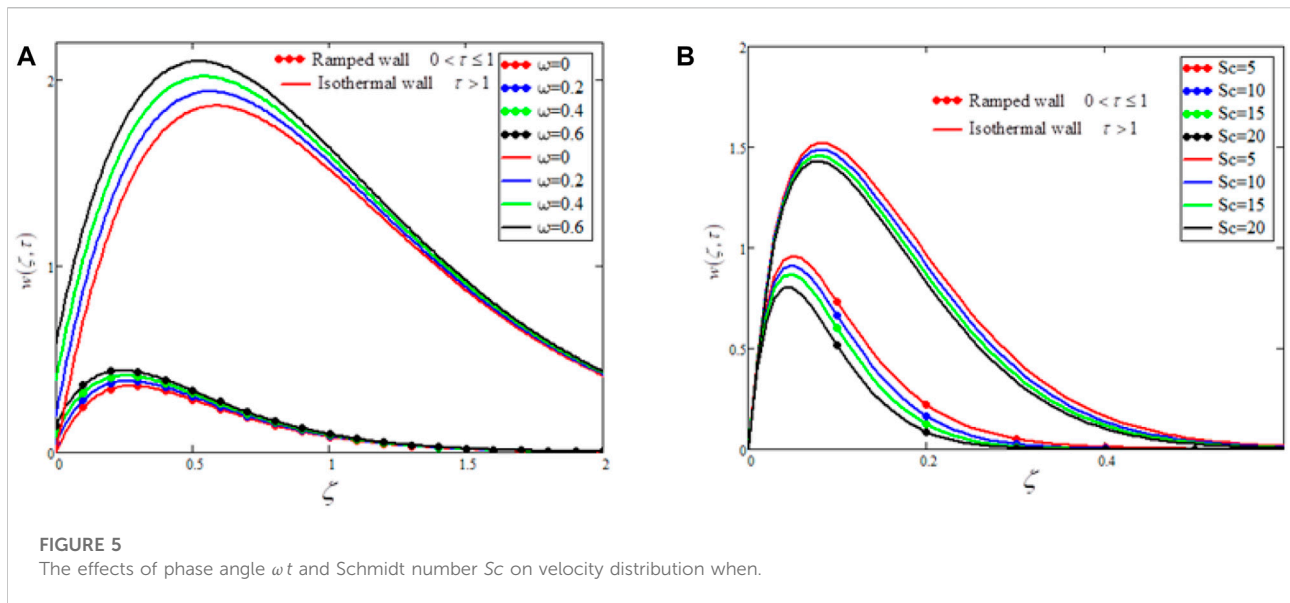 A
Ramped wall 0 < τ ≤ 1
Isothermal wall τ > 1
ω=0
ω=0.2
ω=0.4
ω=0.6
ω=0
ω=0.2
ω=0.4
ω=0.6
2
1
0
w(ζ, τ)
0 0.5 1 1.5 2
ζ
B
Ramped wall 0 < τ ≤ 1
Isothermal wall τ > 1
Sc=5
Sc=10
Sc=15
Sc=20
Sc=5
Sc=10
Sc=15
Sc=20
2
1.5
1
0.5
0
w(ζ, τ)
0 0.2 0.4
ζ
FIGURE 5
The effects of phase angle ω t and Schmidt number Sc on velocity distribution when.